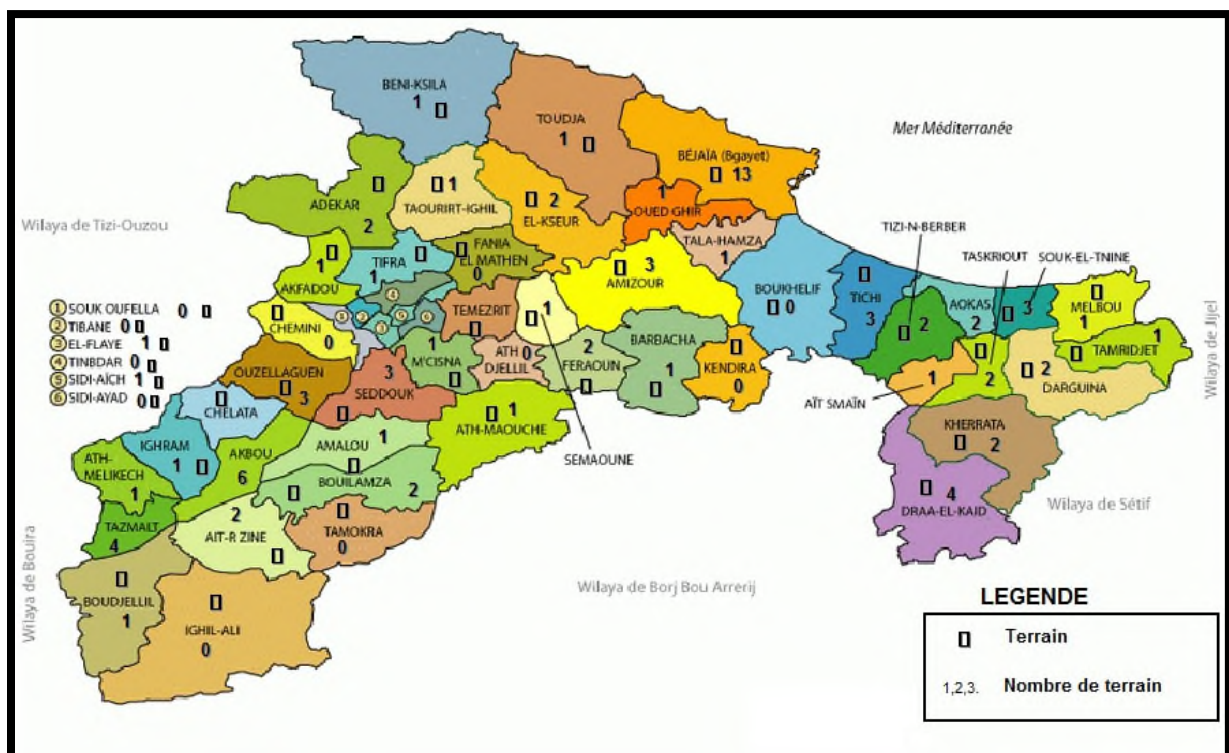 BENI-KSILA
1
TOUDJA
1
Mer Méditerranée
BÉJAÏA (Bgayet)
13
ADEKAR
2
1
TAOURIRT-IGHIL
2
EL-KSEUR
1
OUED GHIR
Wilaya de Tizi-Ouzou
TALA-HAMZA
1
TIZI-N-BERBER
TASKRIOUT
SOUK-EL-TNINE
1
AKFADOU
TIFRA
1
FANIA
EL MATHEN
0
3
AMIZOUR
BOUKHELIF
0
TICHI
3
2
AOKAS
2
3
MELBOU
1
1 SOUK OUFELLA 0
2 TIBANE 0
3 EL-FLAYE 1
4 TINBDAR 0
5 SIDI-AÏCH 1
6 SIDI-AYAD 0
CHEMINI
0
1
2
3
4
5
6
TEMEZRIT
1
1
M'CISNA
ATH 0
DJELLIL
2
FERAOUN
BARBACHA
1
KENDIRA
0
1
TAMRIDJET
2
DARGUINA
2
1
AÏT SMAÏN
Wilaya de Jijel
OUZELLAGUEN
3
3
SEDDOUK
CHELATA
1
ATH-MAOUCHE
SEMAOUNE
KHERRATA
2
IGHRAM
1
AKBOU
6
AMALOU 1
BOUILAMZA
2
ATH-
MELIKECH
1
4
DRAA-EL-KAID
Wilaya de Sétif
TAZMALT
4
2
AIT-R ZINE
TAMOKRA
0
Wilaya de Bouira
BOUDJELLIL
1
IGHIL-ALI
0
Wilaya de Borj Bou Arrerij
LEGENDE
Terrain
1,2,3. Nombre de terrain